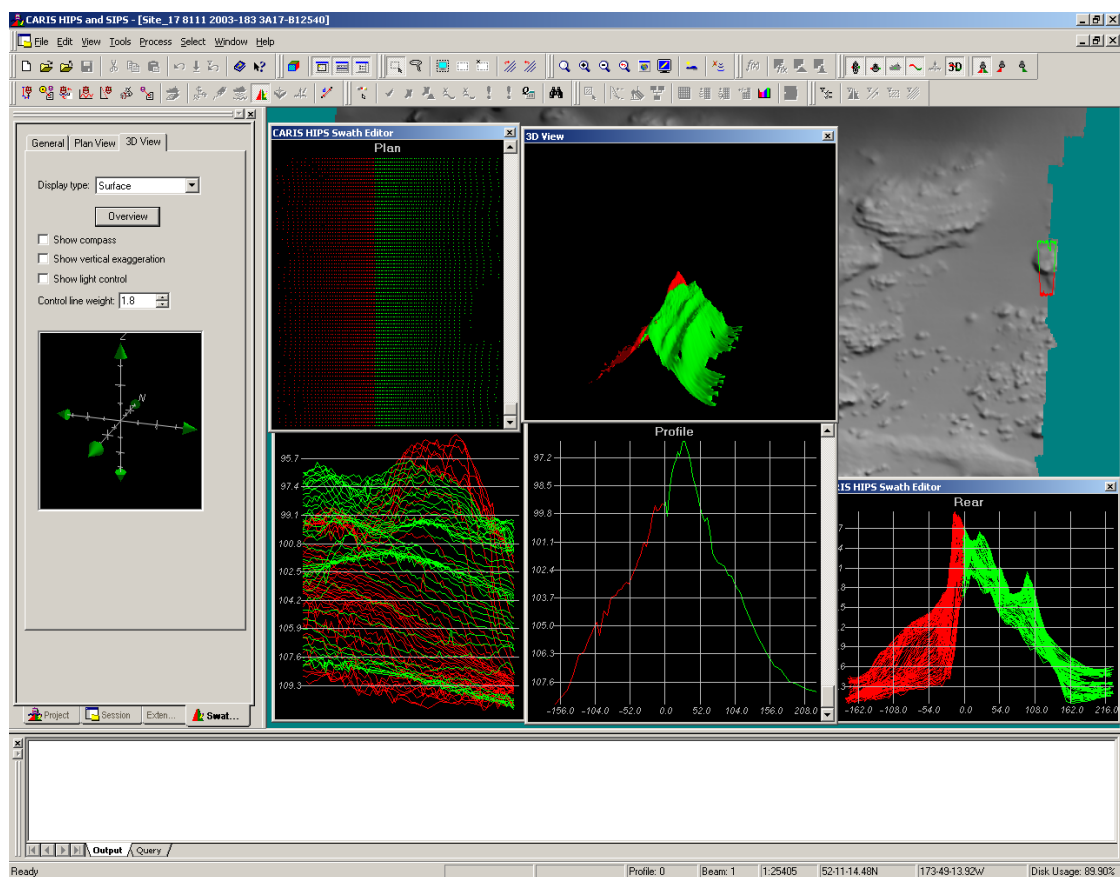 CARIS HIPS and SIPS - [Site_17 8111 2003-183 3A17-B12540]
File Edit View Tools Process Select Window Help
3D
General Plan View 3D View
Display type: Surface
Overview
Show compass
Show vertical exaggeration
Show light control
Control line weight: 1.8
Z
N
Project Session Exten... Swat...
CARIS HIPS Swath Editor
Plan
3D View
95.7
97.4
99.1
100.8
102.5
104.2
105.9
107.6
109.3
Profile
97.2
98.5
99.8
101.1
102.4
103.7
105.0
106.3
107.6
-156.0 -104.0 -52.0 0.0 52.0 104.0 156.0 208.0
HIPS Swath Editor
Rear
-162.0 -108.0 -54.0 0.0 54.0 108.0 162.0 216.0
Output Query
Ready Profile: 0 Beam: 1 1:25405 52-11-14.48N 173-49-13.92W Disk Usage: 89.90%